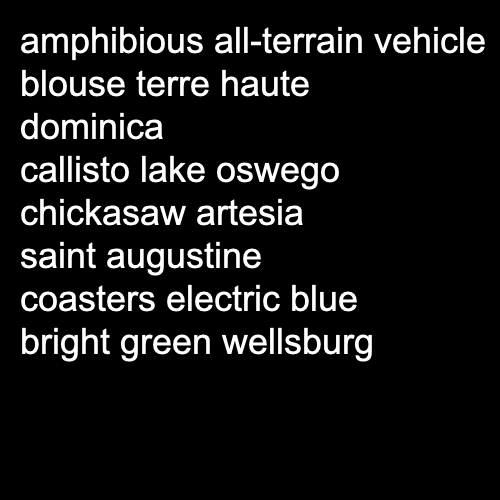 amphibious all-terrain vehicle
blouse terre haute
dominica
callisto lake oswego
chickasaw artesia
saint augustine
coasters electric blue
bright green wellsburg